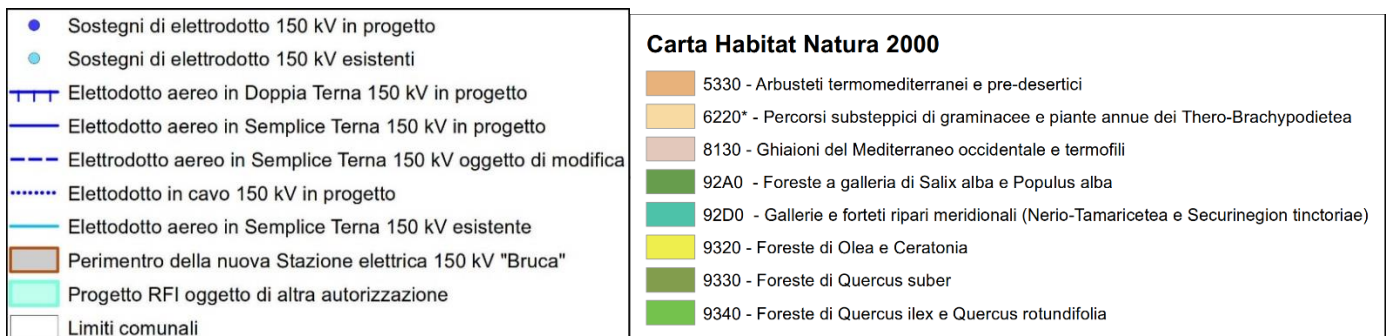 Sostegni di elettrodotto 150 kV in progetto
Sostegni di elettrodotto 150 kV esistenti
Elettodotto aereo in Doppia Terna 150 kV in progetto
Elettodotto aereo in Semplice Terna 150 kV in progetto
Elettrodotto aereo in Semplice Terna 150 kV oggetto di modifica
Elettodotto in cavo 150 kV in progetto
Elettodotto aereo in Semplice Terna 150 kV esistente
Perimentro della nuova Stazione elettrica 150 kV "Bruca"
Progetto RFI oggetto di altra autorizzazione
Limiti comunali
Carta Habitat Natura 2000
5330 - Arbusteti termomediterranei e pre-desertici
6220* - Percorsi substeppici di graminacee e piante annue dei Thero-Brachypodietea
8130 - Ghiaioni del Mediterraneo occidentale e termofili
92A0 - Foreste a galleria di Salix alba e Populus alba
92D0 - Gallerie e forteti ripari meridionali (Nerio-Tamaricetea e Securinegion tinctoriae)
9320 - Foreste di Olea e Ceratonia
9330 - Foreste di Quercus suber
9340 - Foreste di Quercus ilex e Quercus rotundifolia